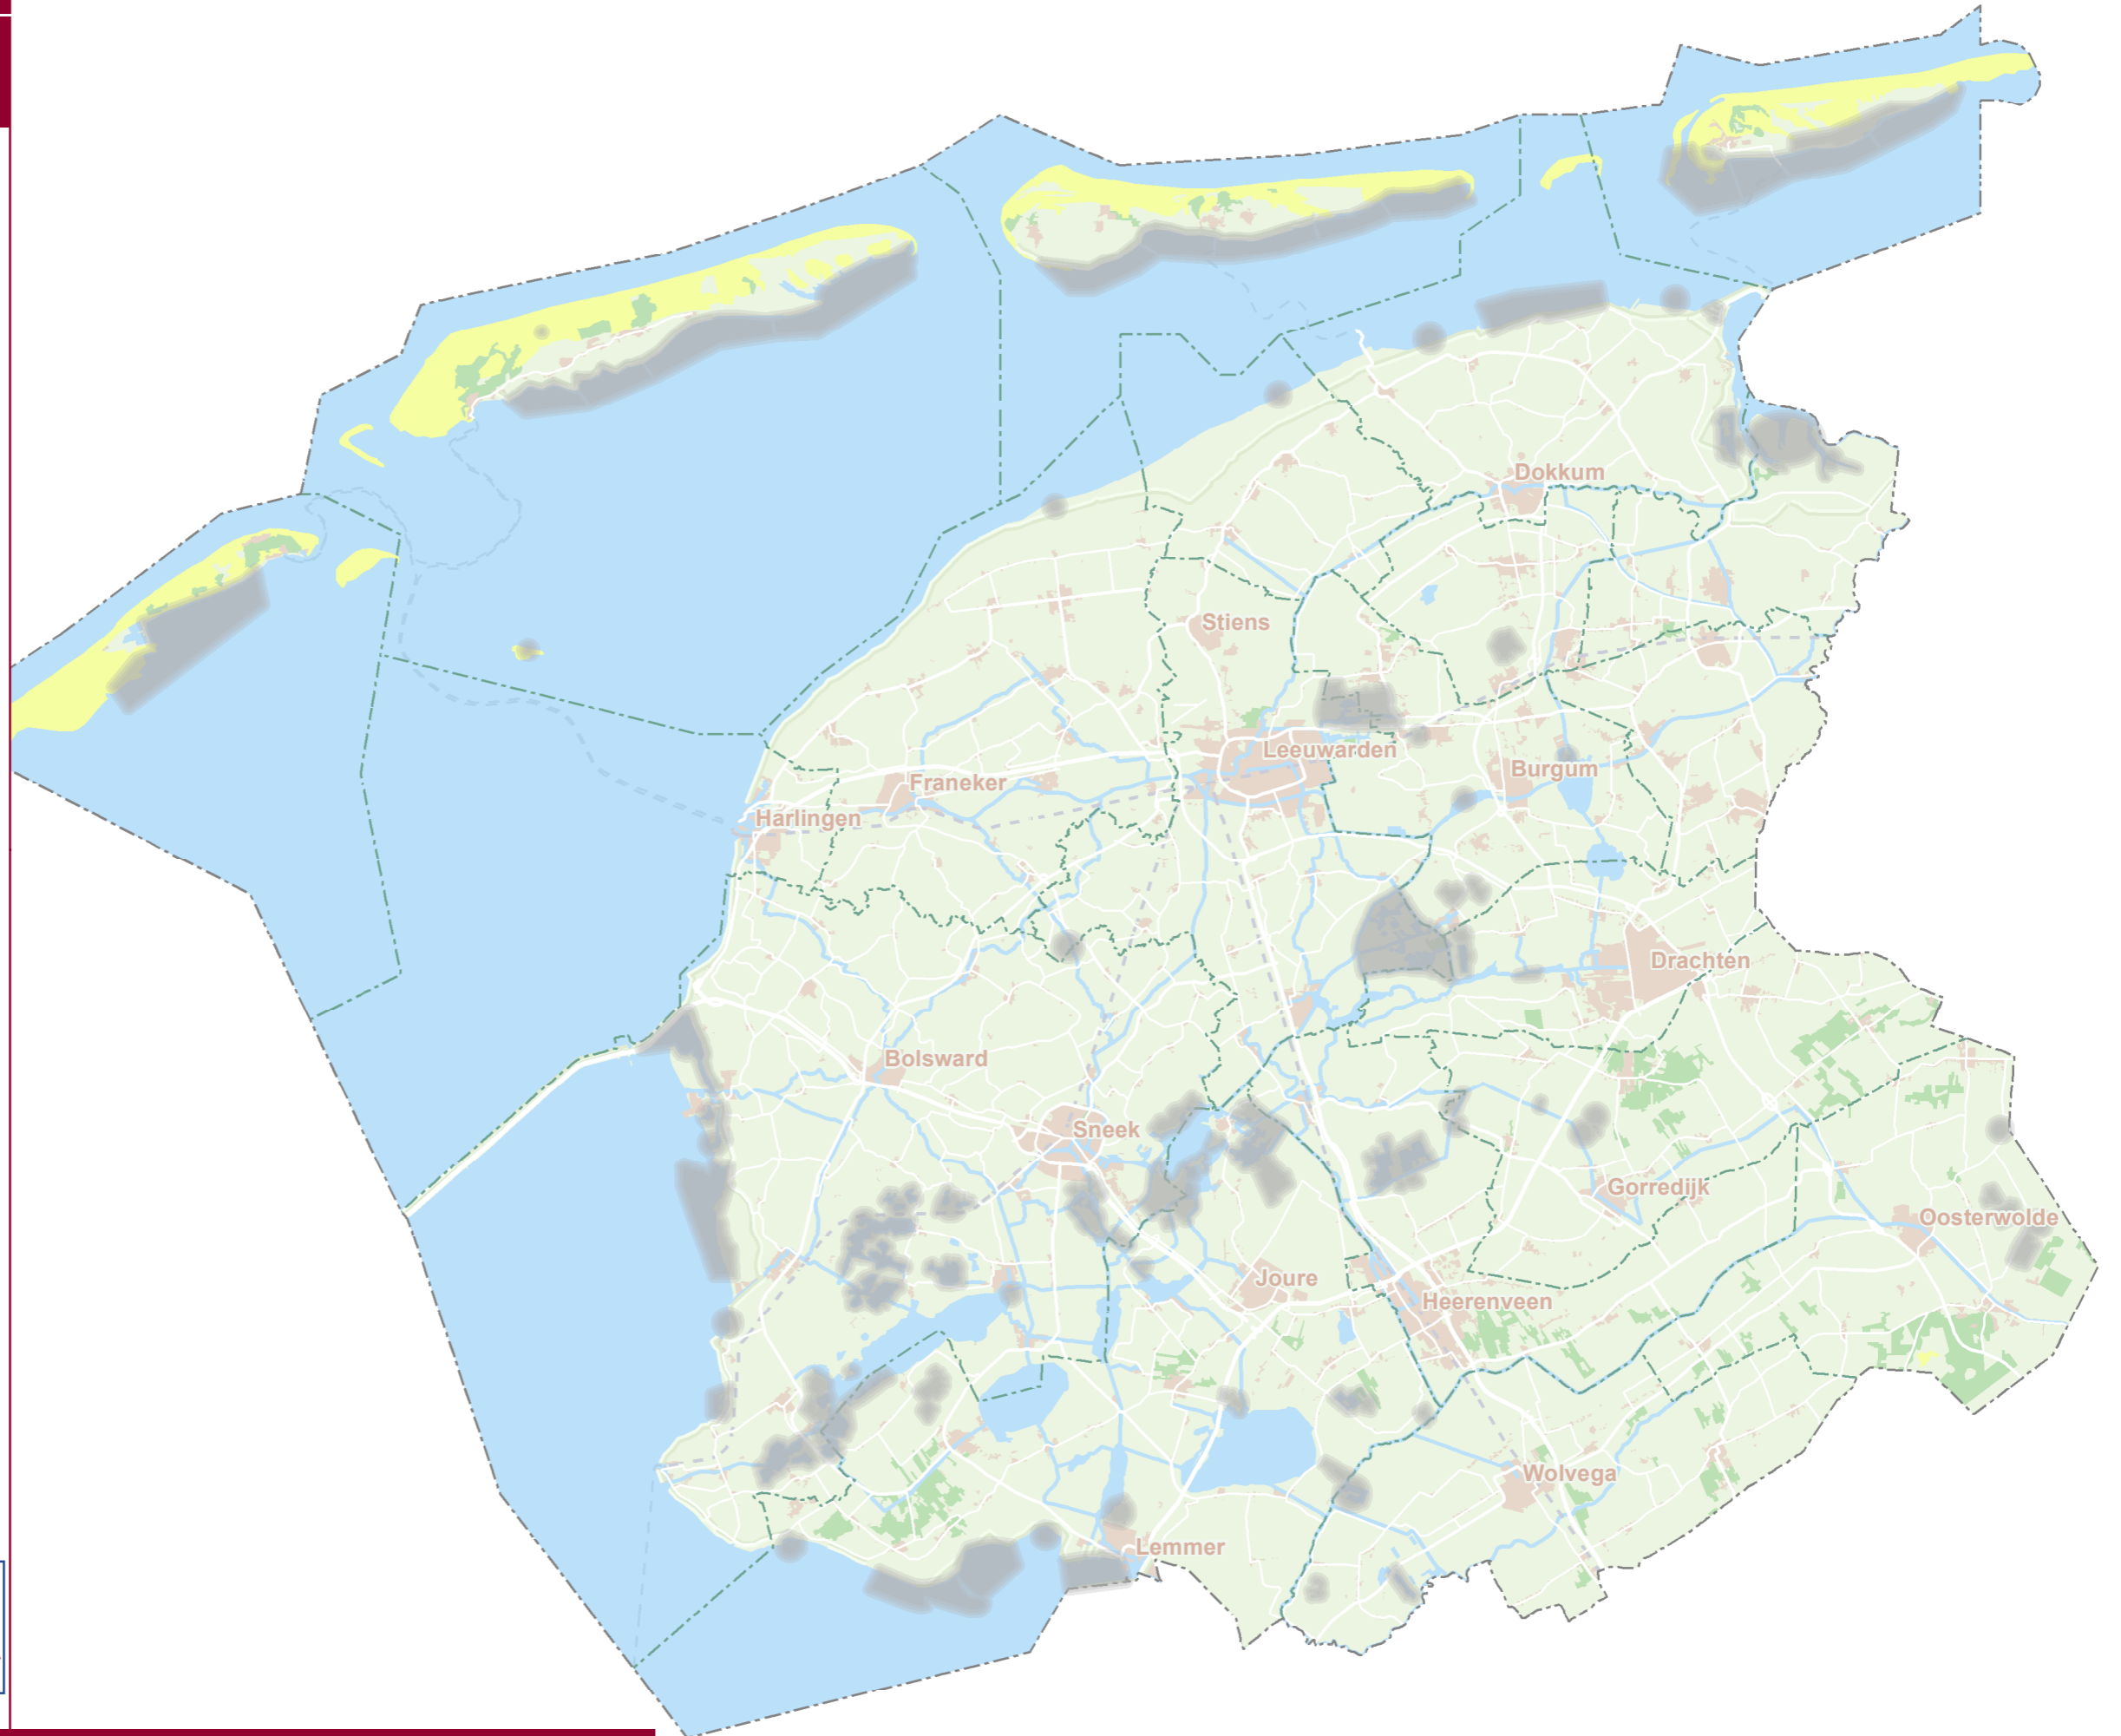 Dokkum
Stiens
Leeuwarden
Burgum
Franeker
Harlingen
Drachten
Bolsward
Sneek
Gorredijk
Oosterwolde
Joure
Heerenveen
Wolvega
Lemmer